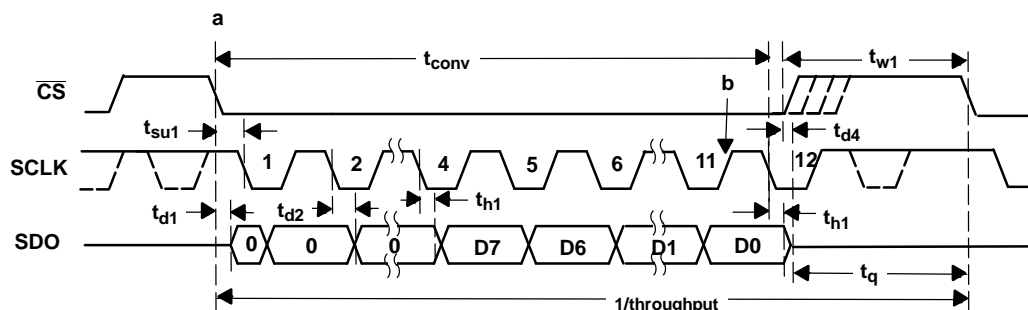 a
tconv
tw1
CS
b
tsu1
td4
SCLK
1 2 4 5 6 11 12
td1
td2
th1
th1
SDO
0 0 0 D7 D6 D1 D0
tq
1/throughput